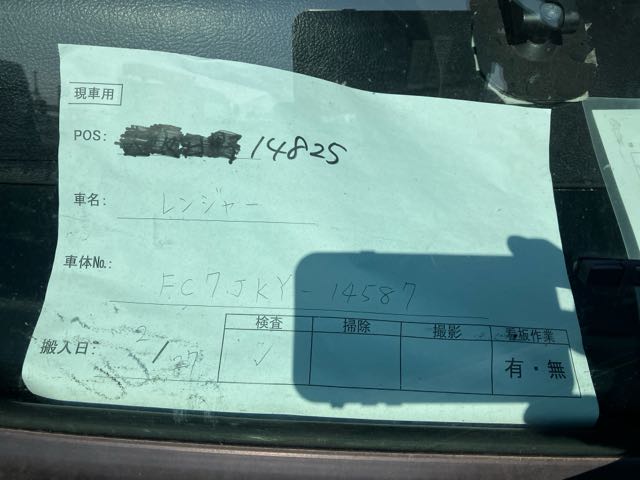 現車用
POS: 14825
車名: レンジャー
車体No.: FC7JKY-14587
検査 掃除 撮影 看板作業
搬入日: 2/27 ✓ 有・無